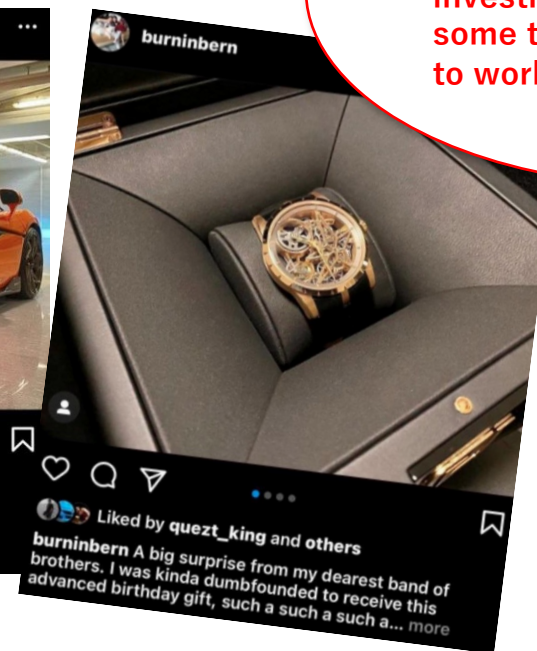 some t
to worl
burninbern
Liked by quezt_king and others
burninbern A big surprise from my dearest band of
brothers. I was kinda dumbfounded to receive this
advanced birthday gift, such a such a such a... more